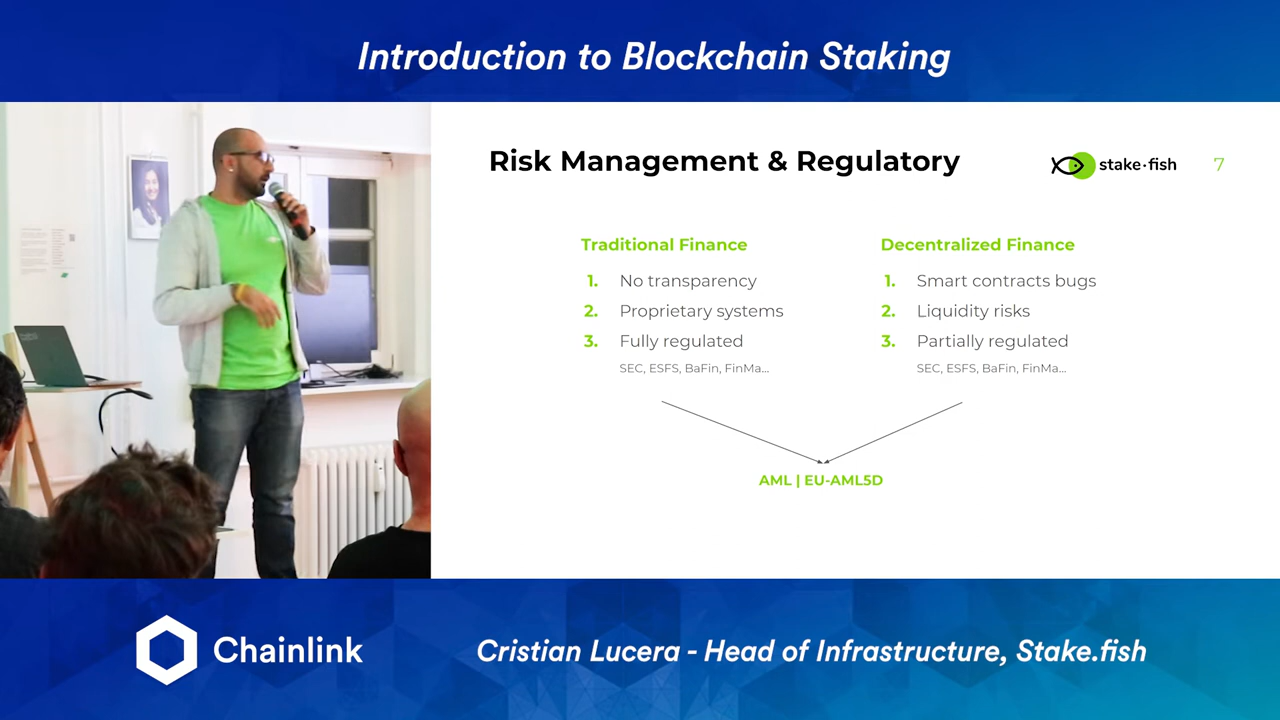 Introduction to Blockchain Staking
Risk Management & Regulatory
stake·fish
7
Traditional Finance
1. No transparency
2. Proprietary systems
3. Fully regulated
SEC, ESFS, BaFin, FinMa...
Decentralized Finance
1. Smart contracts bugs
2. Liquidity risks
3. Partially regulated
SEC, ESFS, BaFin, FinMa...
AML | EU-AML5D
Chainlink
Cristian Lucera - Head of Infrastructure, Stake.fish